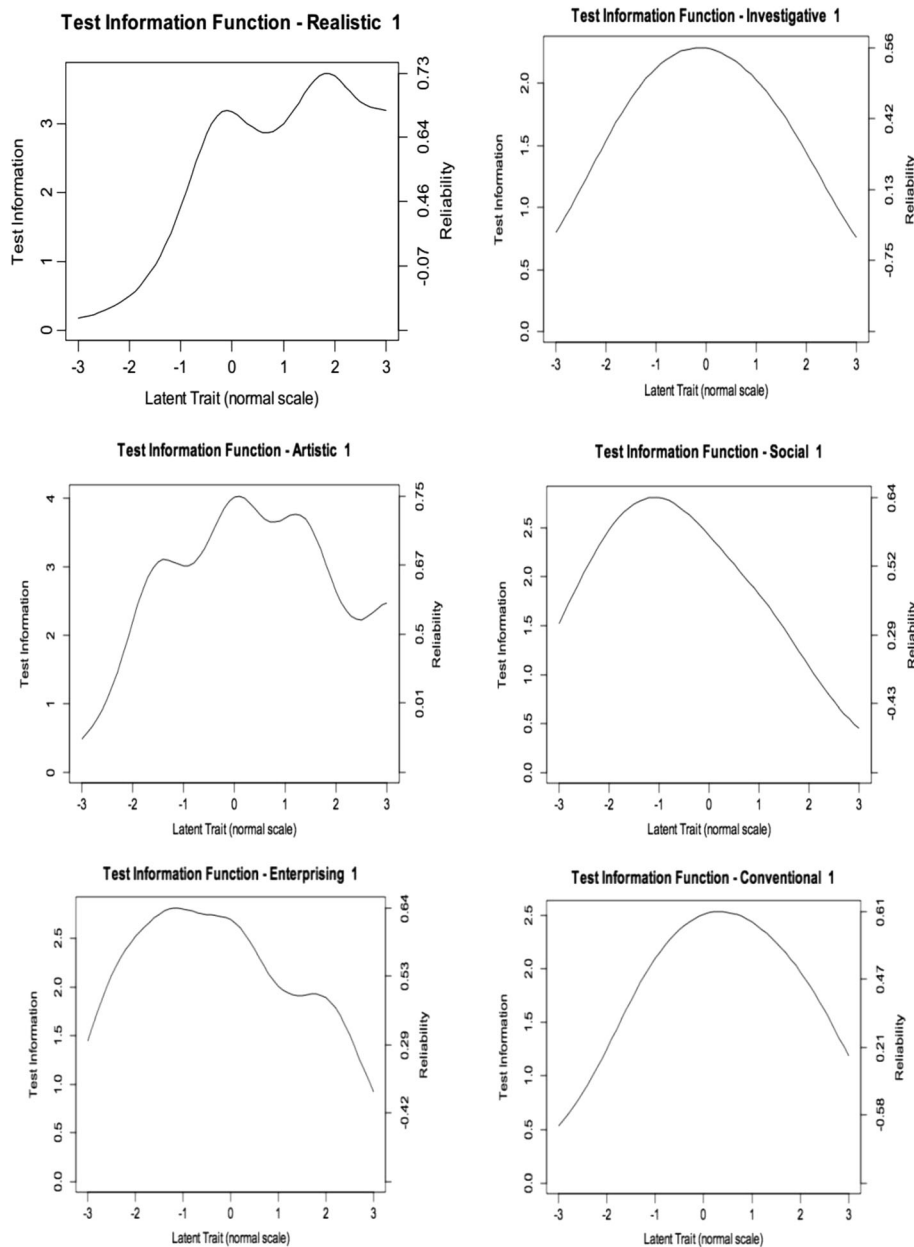 Test Information Function - Realistic 1
Test Information
0 1 2 3
-3 -2 -1 0 1 2 3
Latent Trait (normal scale)
-0.07 0.46 0.64 0.73
Reliability
Test Information Function - Investigative 1
Test Information
0.0 0.5 1.0 1.5 2.0
-3 -2 -1 0 1 2 3
Latent Trait (normal scale)
-0.75 0.13 0.42 0.56
Reliability
Test Information Function - Artistic 1
Test Information
0 1 2 3 4
-3 -2 -1 0 1 2 3
Latent Trait (normal scale)
0.01 0.5 0.67 0.75
Reliability
Test Information Function - Social 1
Test Information
0.0 0.5 1.0 1.5 2.0 2.5
-3 -2 -1 0 1 2 3
Latent Trait (normal scale)
-0.43 0.29 0.52 0.64
Reliability
Test Information Function - Enterprising 1
Test Information
0.0 0.5 1.0 1.5 2.0 2.5
-3 -2 -1 0 1 2 3
Latent Trait (normal scale)
-0.42 0.29 0.53 0.64
Reliability
Test Information Function - Conventional 1
Test Information
0.0 0.5 1.0 1.5 2.0 2.5
-3 -2 -1 0 1 2 3
Latent Trait (normal scale)
-0.58 0.21 0.47 0.61
Reliability